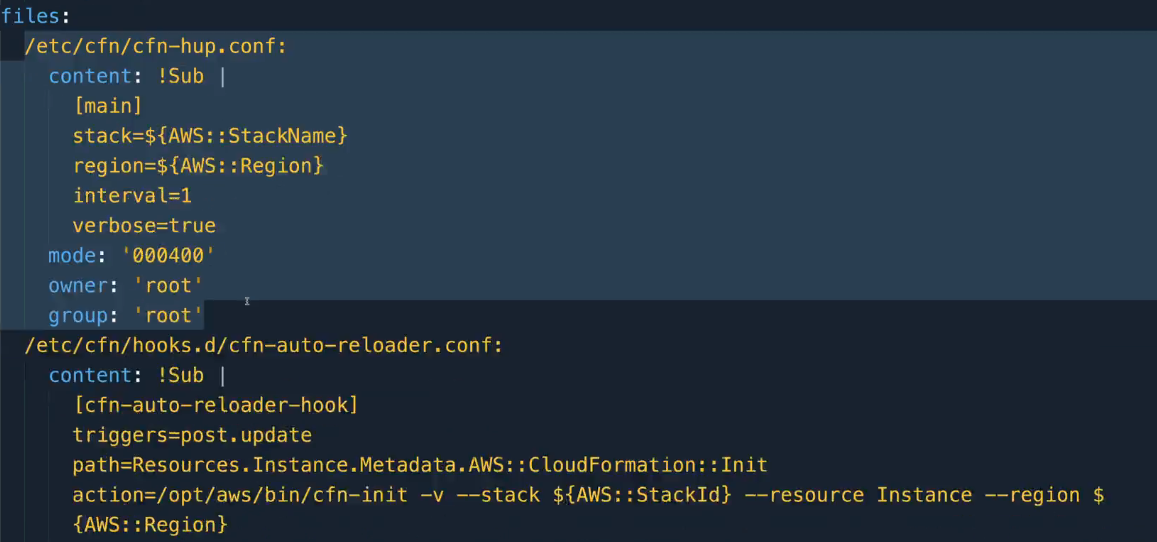 files:
/etc/cfn/cfn-hup.conf:
content: !Sub |
[main]
stack=${AWS::StackName}
region=${AWS::Region}
interval=1
verbose=true
mode: '000400'
owner: 'root'
group: 'root'
/etc/cfn/hooks.d/cfn-auto-reloader.conf:
content: !Sub |
[cfn-auto-reloader-hook]
triggers=post.update
path=Resources.Instance.Metadata.AWS::CloudFormation::Init
action=/opt/aws/bin/cfn-init -v --stack ${AWS::StackId} --resource Instance --region $
{AWS::Region}